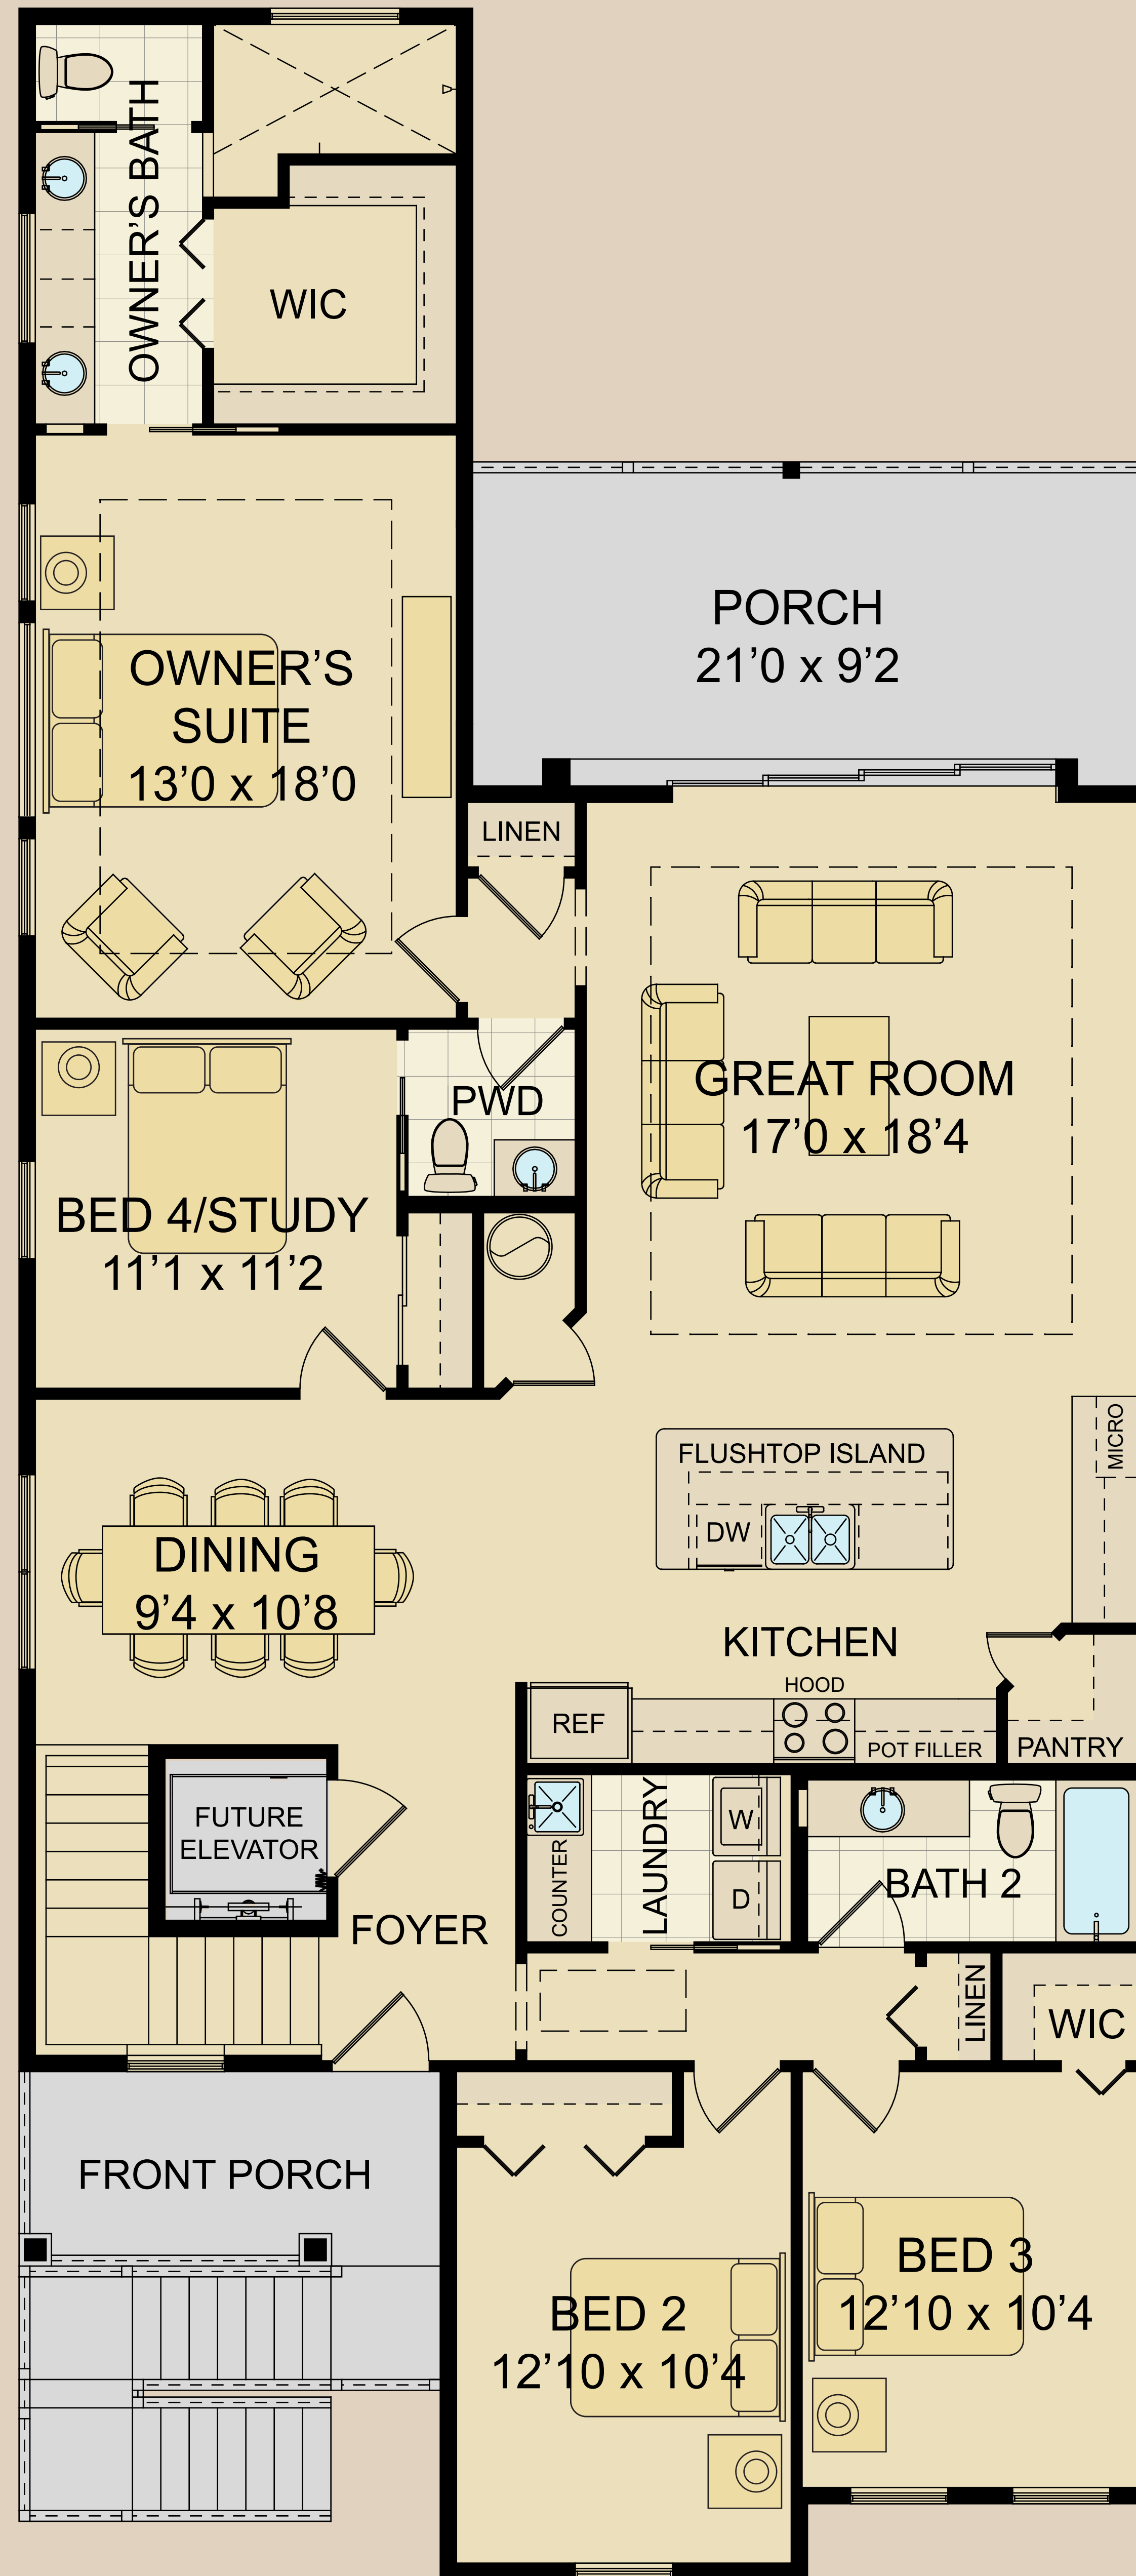 OWNER’S BATH
WIC
PORCH
21’0 x 9’2
OWNER’S
SUITE
13’0 x 18’0
LINEN
GREAT ROOM
17’0 x 18’4
PWD
BED 4/STUDY
11’1 x 11’2
FLUSHTOP ISLAND
DW
MICRO
DINING
9’4 x 10’8
KITCHEN
HOOD
REF
POT FILLER
PANTRY
FUTURE
ELEVATOR
COUNTER
LAUNDRY
W
D
BATH 2
FOYER
LINEN
WIC
FRONT PORCH
BED 3
12’10 x 10’4
BED 2
12’10 x 10’4